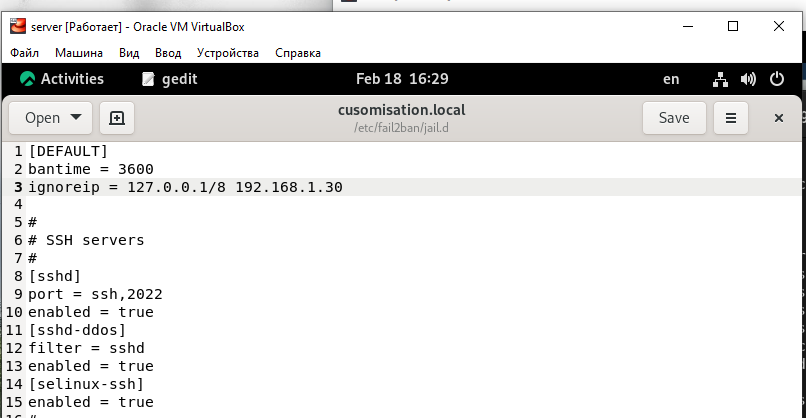 server [Работает] - Oracle VM VirtualBox
Файл Машина Вид Ввод Устройства Справка
Activities gedit Feb 18 16:29 en
Open cusomisation.local Save
/etc/fail2ban/jail.d
1 [DEFAULT]
2 bantime = 3600
3 ignoreip = 127.0.0.1/8 192.168.1.30
4
5 #
6 # SSH servers
7 #
8 [sshd]
9 port = ssh,2022
10 enabled = true
11 [sshd-ddos]
12 filter = sshd
13 enabled = true
14 [selinux-ssh]
15 enabled = true
16 #